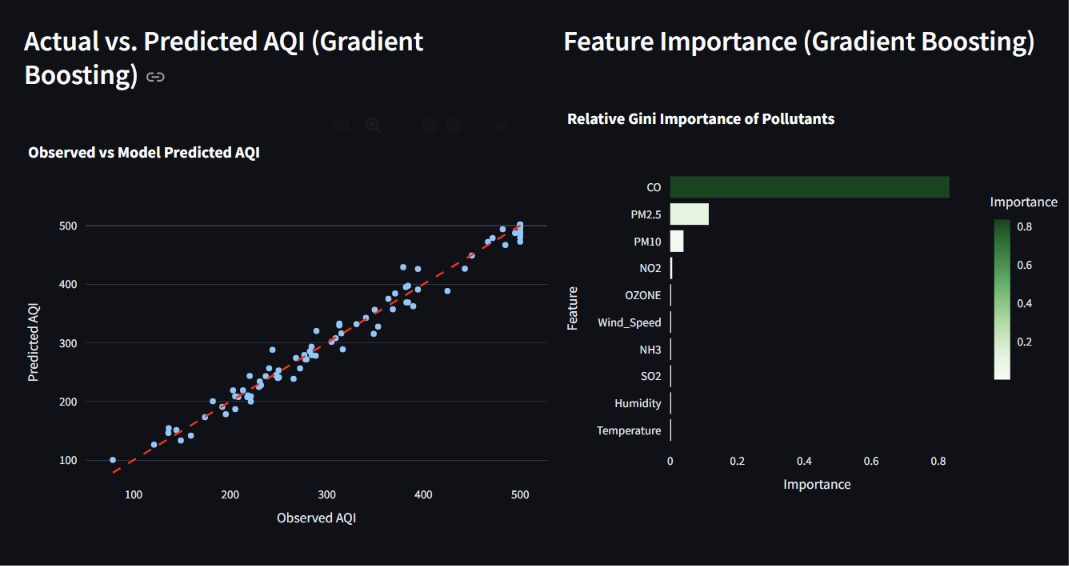 Actual vs. Predicted AQI (Gradient
Boosting)
Observed vs Model Predicted AQI
Predicted AQI
500
400
300
200
100
100 200 300 400 500
Observed AQI
Feature Importance (Gradient Boosting)
Relative Gini Importance of Pollutants
Feature
CO
PM2.5
PM10
NO2
OZONE
Wind_Speed
NH3
SO2
Humidity
Temperature
0 0.2 0.4 0.6 0.8
Importance
Importance
0.8
0.6
0.4
0.2